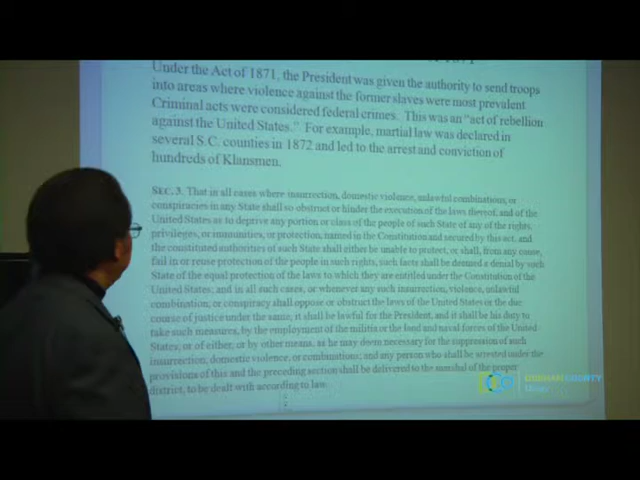 of 1871
Under the Act of 1871, the President was given the authority to send troops
into areas where violence against the former slaves were most prevalent
Criminal acts were considered federal crimes. This was an "act of rebellion
against the United States." For example, martial law was declared in
several S.C. counties in 1872 and led to the arrest and conviction of
hundreds of Klansmen.
SEC. 3. That in all cases where insurrection, domestic violence, unlawful combinations, or
conspiracies in any State shall so obstruct or hinder the execution of the laws thereof, and of the
United States as to deprive any portion or class of the people of such State of any of the rights,
privileges, or immunities, or protection, named in the Constitution and secured by this act, and
the constituted authorities of such State shall either be unable to protect, or shall, from any cause,
fail in or reuse protection of the people in such rights, such facts shall be deemed a denial by such
State of the equal protection of the laws to which they are entitled under the Constitution of the
United States; and in all such cases, or whenever any such insurrection, violence, unlawful
combination, or conspiracy shall oppose or obstruct the laws of the United States or the due
course of justice under the same, it shall be lawful for the President, and it shall be his duty to
take such measures, by the employment of the militia or the land and naval forces of the United
States, or of either, or by other means, as he may deem necessary for the suppression of such
insurrection, domestic violence, or combinations; and any person who shall be arrested under the
provisions of this and the preceding section shall be delivered to the marshal of the proper
district, to be dealt with according to law.
COUNTY
Library